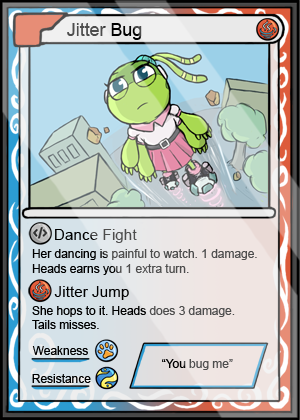 Jitter Bug
Dance Fight
Her dancing is painful to watch. 1 damage.
Heads earns you 1 extra turn.
Jitter Jump
She hops to it. Heads does 3 damage.
Tails misses.
Weakness
Resistance
“You bug me”